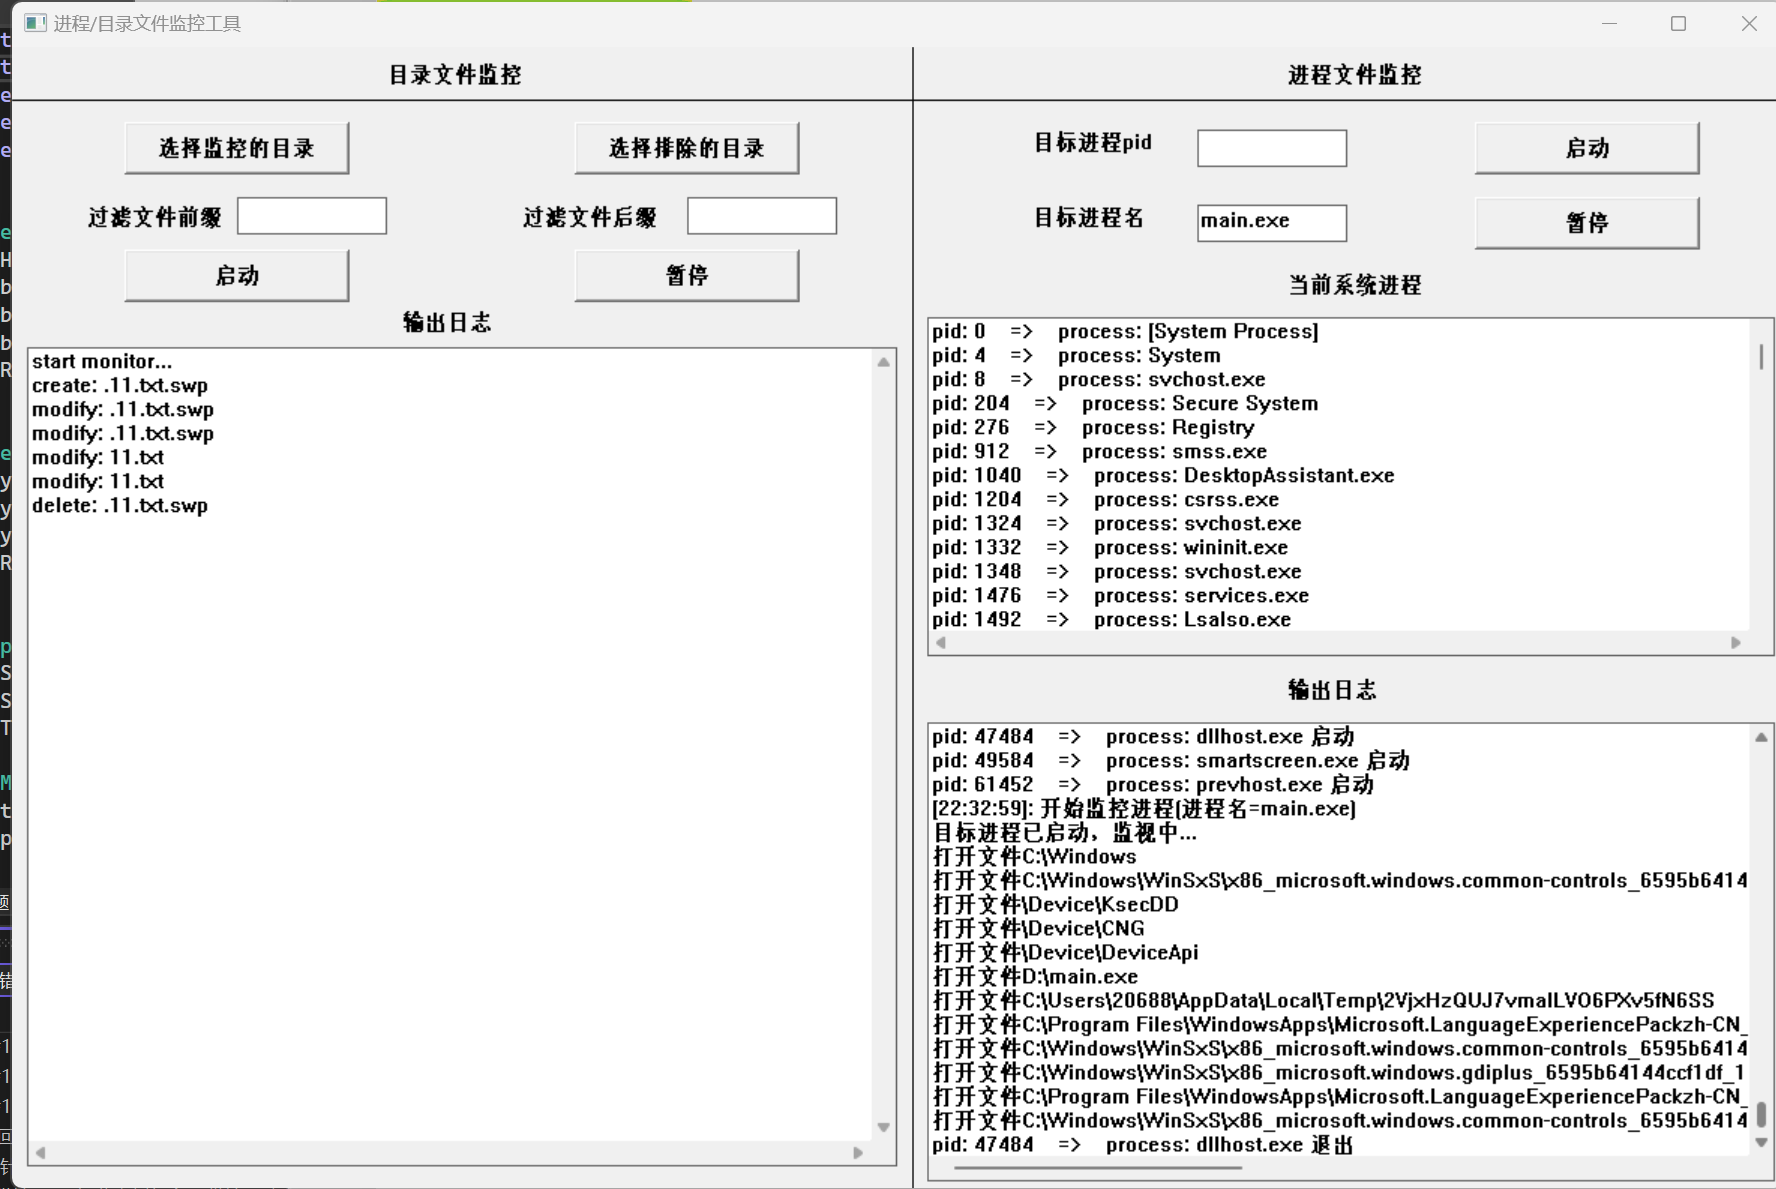 进程/目录文件监控工具
目录文件监控
选择监控的目录
选择排除的目录
过滤文件前缀
过滤文件后缀
启动
暂停
输出日志
start monitor...
create: .11.txt.swp
modify: .11.txt.swp
modify: .11.txt.swp
modify: 11.txt
modify: 11.txt
delete: .11.txt.swp
进程文件监控
目标进程pid
启动
目标进程名
main.exe
暂停
当前系统进程
pid: 0 => process: [System Process]
pid: 4 => process: System
pid: 8 => process: svchost.exe
pid: 204 => process: Secure System
pid: 276 => process: Registry
pid: 912 => process: smss.exe
pid: 1040 => process: DesktopAssistant.exe
pid: 1204 => process: csrss.exe
pid: 1324 => process: svchost.exe
pid: 1332 => process: wininit.exe
pid: 1348 => process: svchost.exe
pid: 1476 => process: services.exe
pid: 1492 => process: LsaIso.exe
输出日志
pid: 47484 => process: dllhost.exe 启动
pid: 49584 => process: smartscreen.exe 启动
pid: 61452 => process: prevhost.exe 启动
[22:32:59]: 开始监控进程(进程名=main.exe)
目标进程已启动，监视中...
打开文件C:\Windows
打开文件C:\Windows\WinSxS\x86_microsoft.windows.common-controls_6595b6414
打开文件\Device\KsecDD
打开文件\Device\CNG
打开文件\Device\DeviceApi
打开文件D:\main.exe
打开文件C:\Users\20688\AppData\Local\Temp\2VjxHzQUJ7vmalLVO6PXv5fN6SS
打开文件C:\Program Files\WindowsApps\Microsoft.LanguageExperiencePackzh-CN_
打开文件C:\Windows\WinSxS\x86_microsoft.windows.common-controls_6595b6414
打开文件C:\Windows\WinSxS\x86_microsoft.windows.gdiplus_6595b64144ccf1df_1
打开文件C:\Program Files\WindowsApps\Microsoft.LanguageExperiencePackzh-CN_
打开文件C:\Windows\WinSxS\x86_microsoft.windows.common-controls_6595b6414
pid: 47484 => process: dllhost.exe 退出